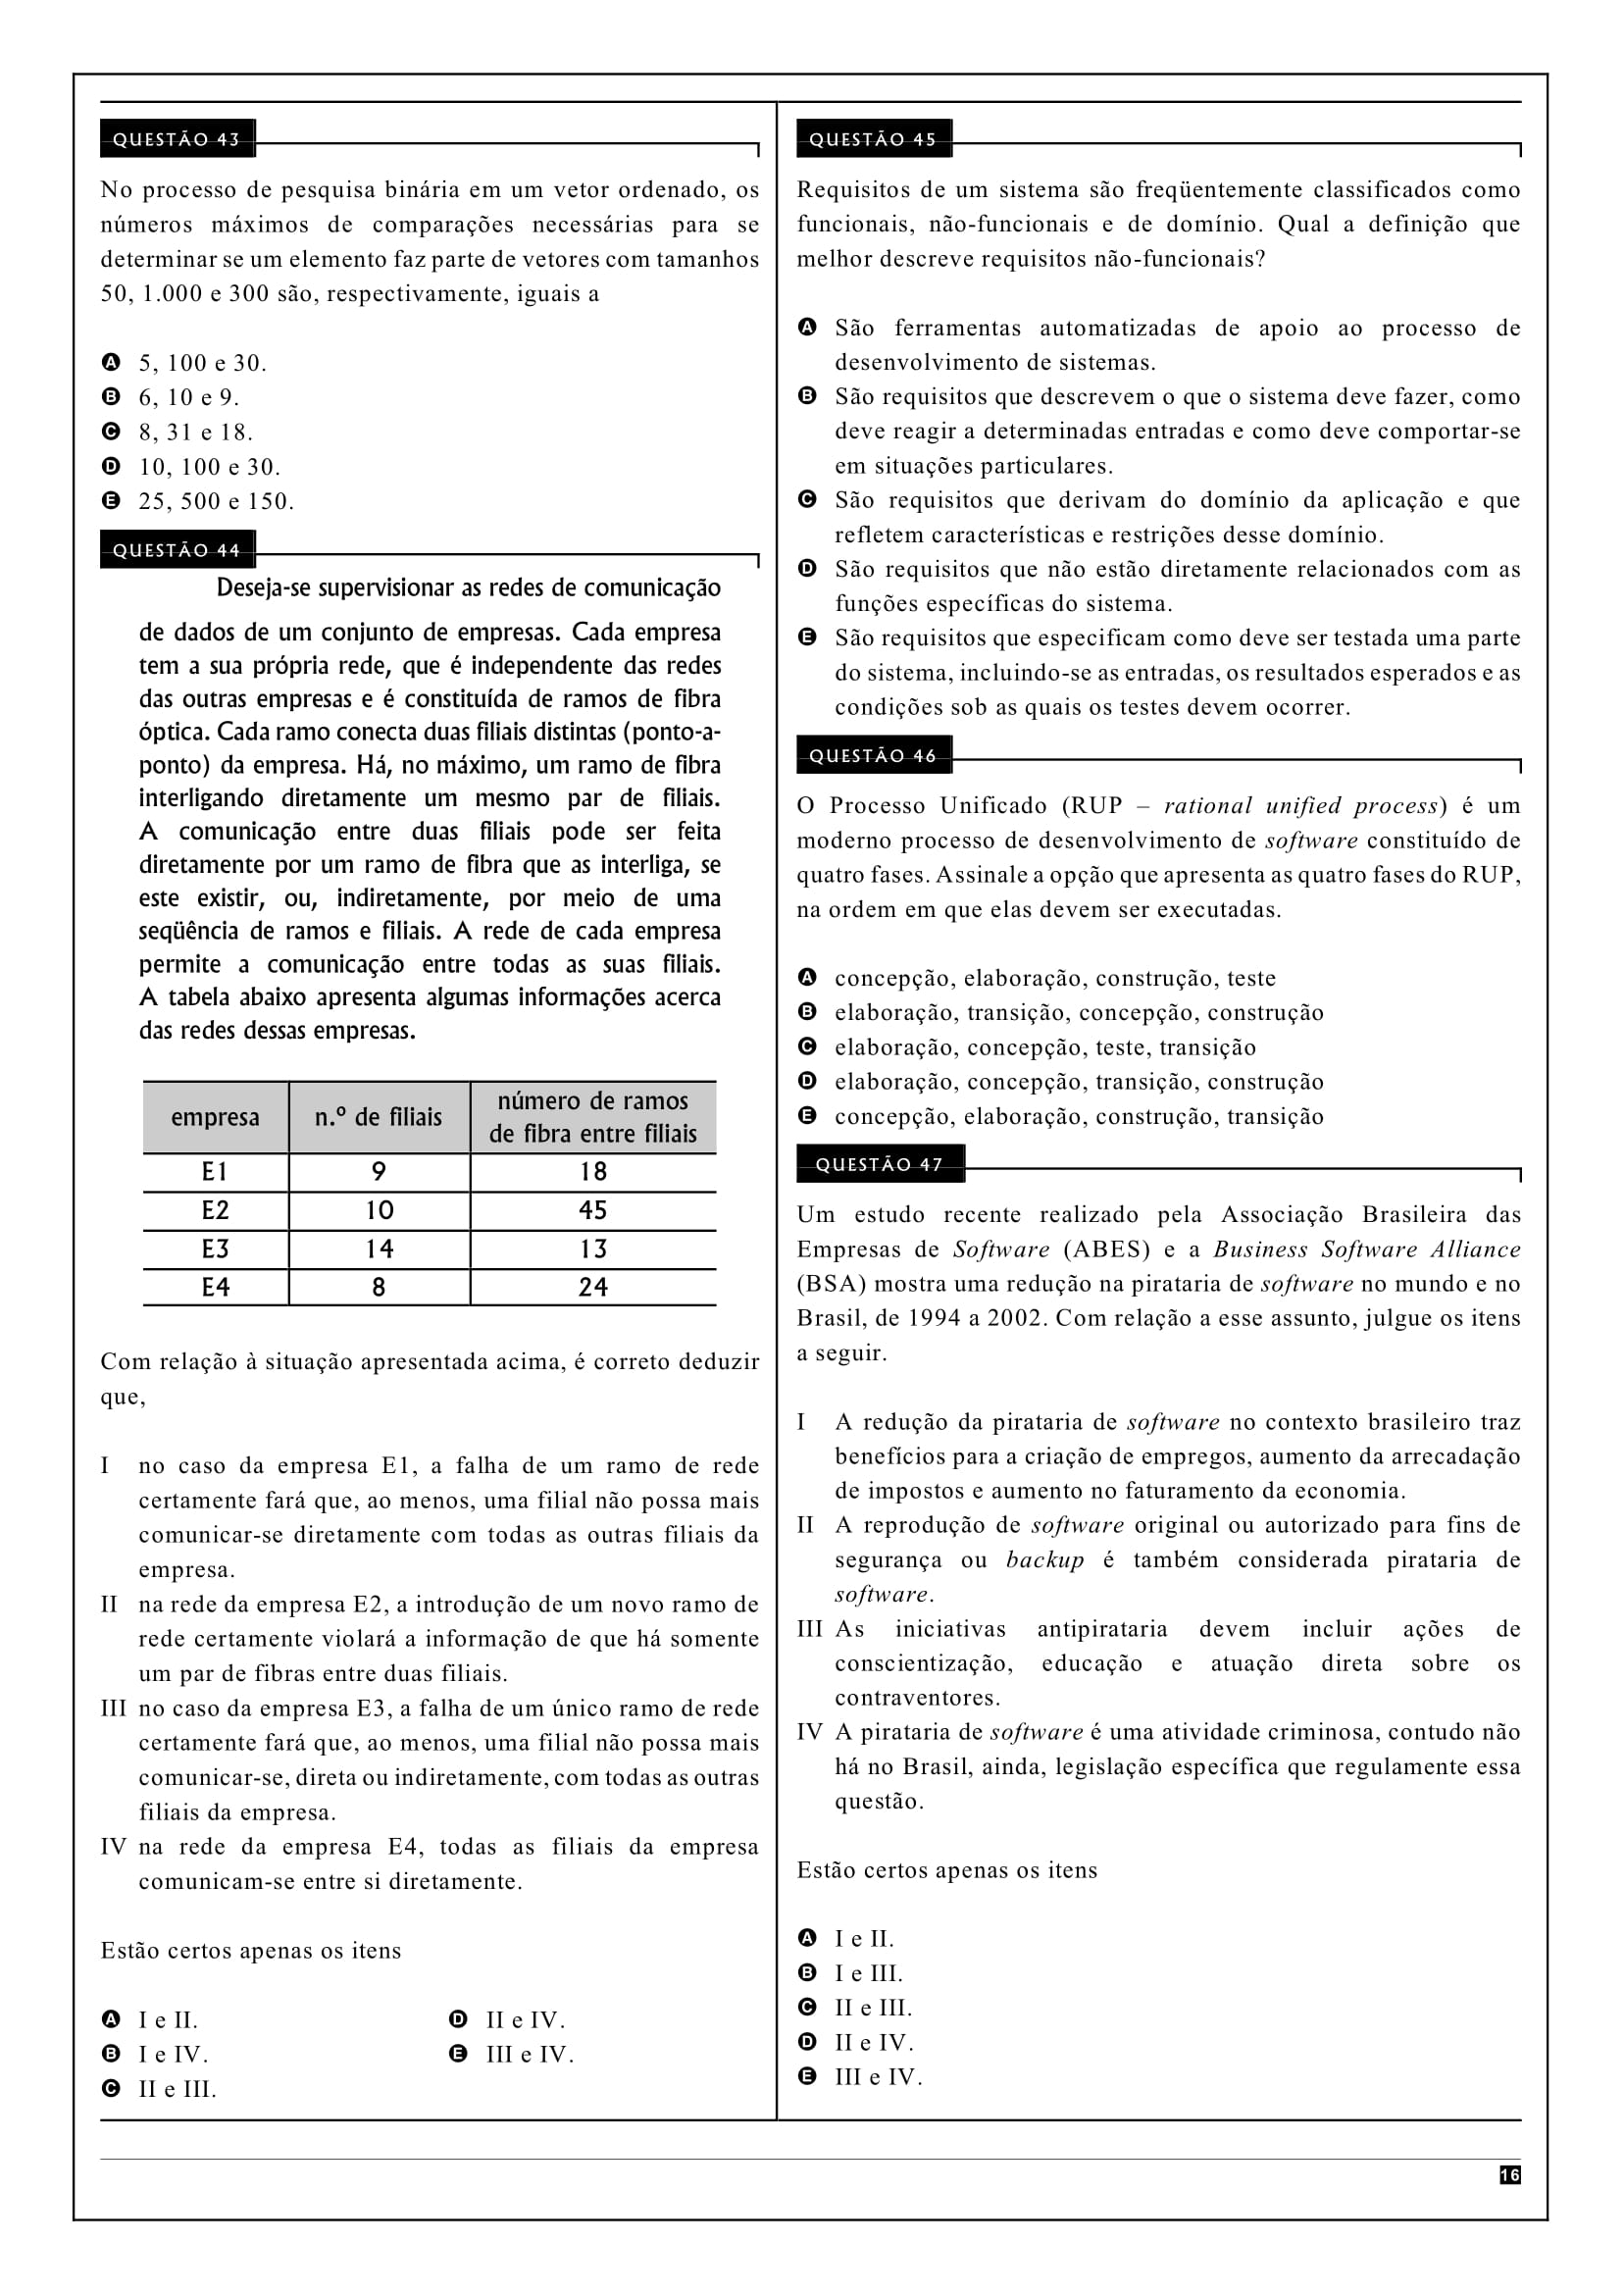 QUESTÃO 43
No processo de pesquisa binária em um vetor ordenado, os
números máximos de comparações necessárias para se
determinar se um elemento faz parte de vetores com tamanhos
50, 1.000 e 300 são, respectivamente, iguais a
A 5, 100 e 30.
B 6, 10 e 9.
C 8, 31 e 18.
D 10, 100 e 30.
E 25, 500 e 150.
QUESTÃO 44
Deseja-se supervisionar as redes de comunicação
de dados de um conjunto de empresas. Cada empresa
tem a sua própria rede, que é independente das redes
das outras empresas e é constituída de ramos de fibra
óptica. Cada ramo conecta duas filiais distintas (ponto-a-
ponto) da empresa. Há, no máximo, um ramo de fibra
interligando diretamente um mesmo par de filiais.
A comunicação entre duas filiais pode ser feita
diretamente por um ramo de fibra que as interliga, se
este existir, ou, indiretamente, por meio de uma
seqüência de ramos e filiais. A rede de cada empresa
permite a comunicação entre todas as suas filiais.
A tabela abaixo apresenta algumas informações acerca
das redes dessas empresas.
empresa n.º de filiais número de ramos
de fibra entre filiais
E1 9 18
E2 10 45
E3 14 13
E4 8 24
Com relação à situação apresentada acima, é correto deduzir
que,
I no caso da empresa E1, a falha de um ramo de rede
certamente fará que, ao menos, uma filial não possa mais
comunicar-se diretamente com todas as outras filiais da
empresa.
II na rede da empresa E2, a introdução de um novo ramo de
rede certamente violará a informação de que há somente
um par de fibras entre duas filiais.
III no caso da empresa E3, a falha de um único ramo de rede
certamente fará que, ao menos, uma filial não possa mais
comunicar-se, direta ou indiretamente, com todas as outras
filiais da empresa.
IV na rede da empresa E4, todas as filiais da empresa
comunicam-se entre si diretamente.
Estão certos apenas os itens
A I e II.
B I e IV.
C II e III.
D II e IV.
E III e IV.
QUESTÃO 45
Requisitos de um sistema são freqüentemente classificados como
funcionais, não-funcionais e de domínio. Qual a definição que
melhor descreve requisitos não-funcionais?
A São ferramentas automatizadas de apoio ao processo de
desenvolvimento de sistemas.
B São requisitos que descrevem o que o sistema deve fazer, como
deve reagir a determinadas entradas e como deve comportar-se
em situações particulares.
C São requisitos que derivam do domínio da aplicação e que
refletem características e restrições desse domínio.
D São requisitos que não estão diretamente relacionados com as
funções específicas do sistema.
E São requisitos que especificam como deve ser testada uma parte
do sistema, incluindo-se as entradas, os resultados esperados e as
condições sob as quais os testes devem ocorrer.
QUESTÃO 46
O Processo Unificado (RUP – rational unified process) é um
moderno processo de desenvolvimento de software constituído de
quatro fases. Assinale a opção que apresenta as quatro fases do RUP,
na ordem em que elas devem ser executadas.
A concepção, elaboração, construção, teste
B elaboração, transição, concepção, construção
C elaboração, concepção, teste, transição
D elaboração, concepção, transição, construção
E concepção, elaboração, construção, transição
QUESTÃO 47
Um estudo recente realizado pela Associação Brasileira das
Empresas de Software (ABES) e a Business Software Alliance
(BSA) mostra uma redução na pirataria de software no mundo e no
Brasil, de 1994 a 2002. Com relação a esse assunto, julgue os itens
a seguir.
I A redução da pirataria de software no contexto brasileiro traz
benefícios para a criação de empregos, aumento da arrecadação
de impostos e aumento no faturamento da economia.
II A reprodução de software original ou autorizado para fins de
segurança ou backup é também considerada pirataria de
software.
III As iniciativas antipirataria devem incluir ações de
conscientização, educação e atuação direta sobre os
contraventores.
IV A pirataria de software é uma atividade criminosa, contudo não
há no Brasil, ainda, legislação específica que regulamente essa
questão.
Estão certos apenas os itens
A I e II.
B I e III.
C II e III.
D II e IV.
E III e IV.
16